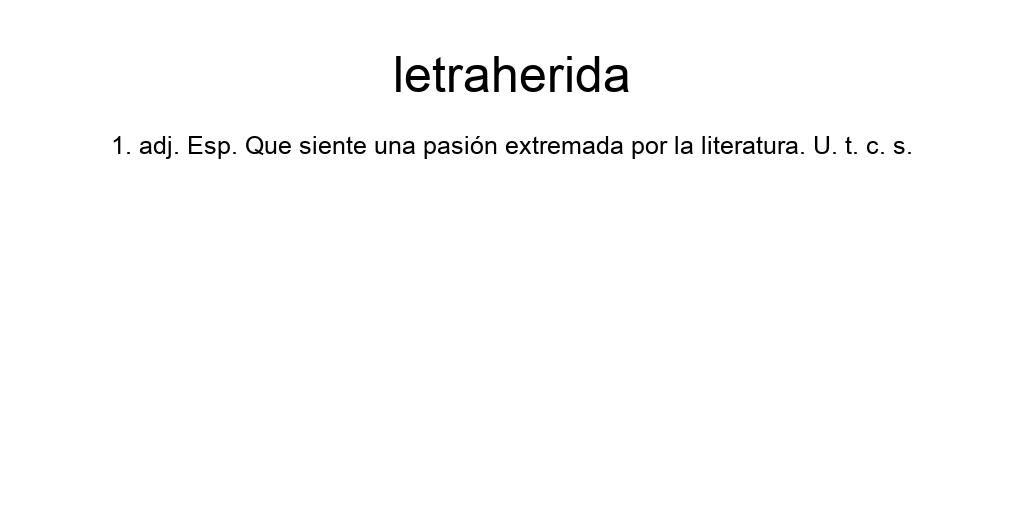 letraherida
1. adj. Esp. Que siente una pasión extremada por la literatura. U. t. c. s.